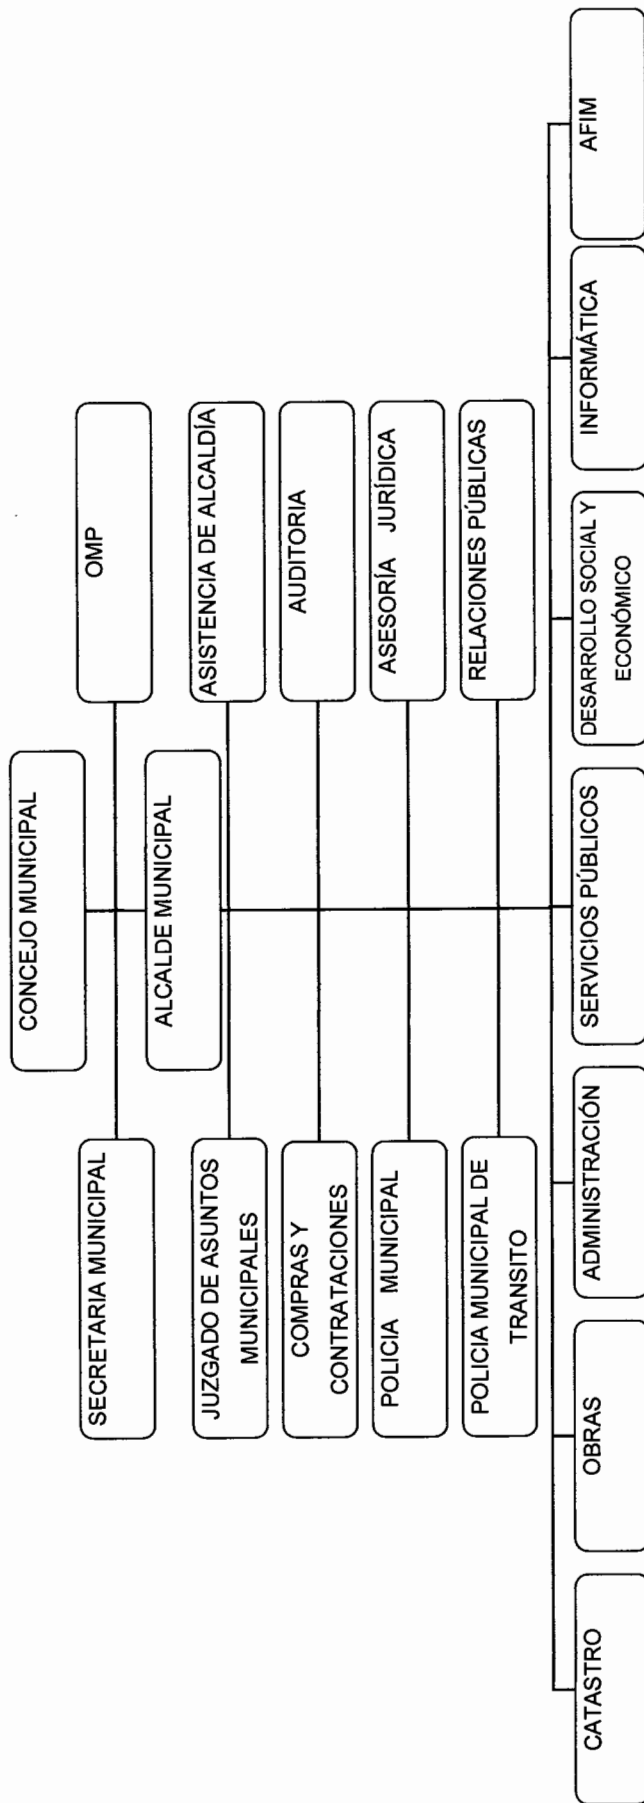 CONCEJO MUNICIPAL
SECRETARIA MUNICIPAL
OMP
ALCALDE MUNICIPAL
JUZGADO DE ASUNTOS
MUNICIPALES
ASISTENCIA DE ALCALDÍA
COMPRAS Y
CONTRATACIONES
AUDITORIA
POLICIA MUNICIPAL
ASESORÍA JURÍDICA
POLICIA MUNICIPAL DE
TRANSITO
RELACIONES PÚBLICAS
CATASTRO
OBRAS
ADMINISTRACIÓN
SERVICIOS PÚBLICOS
DESARROLLO SOCIAL Y
ECONÓMICO
INFORMÁTICA
AFIM